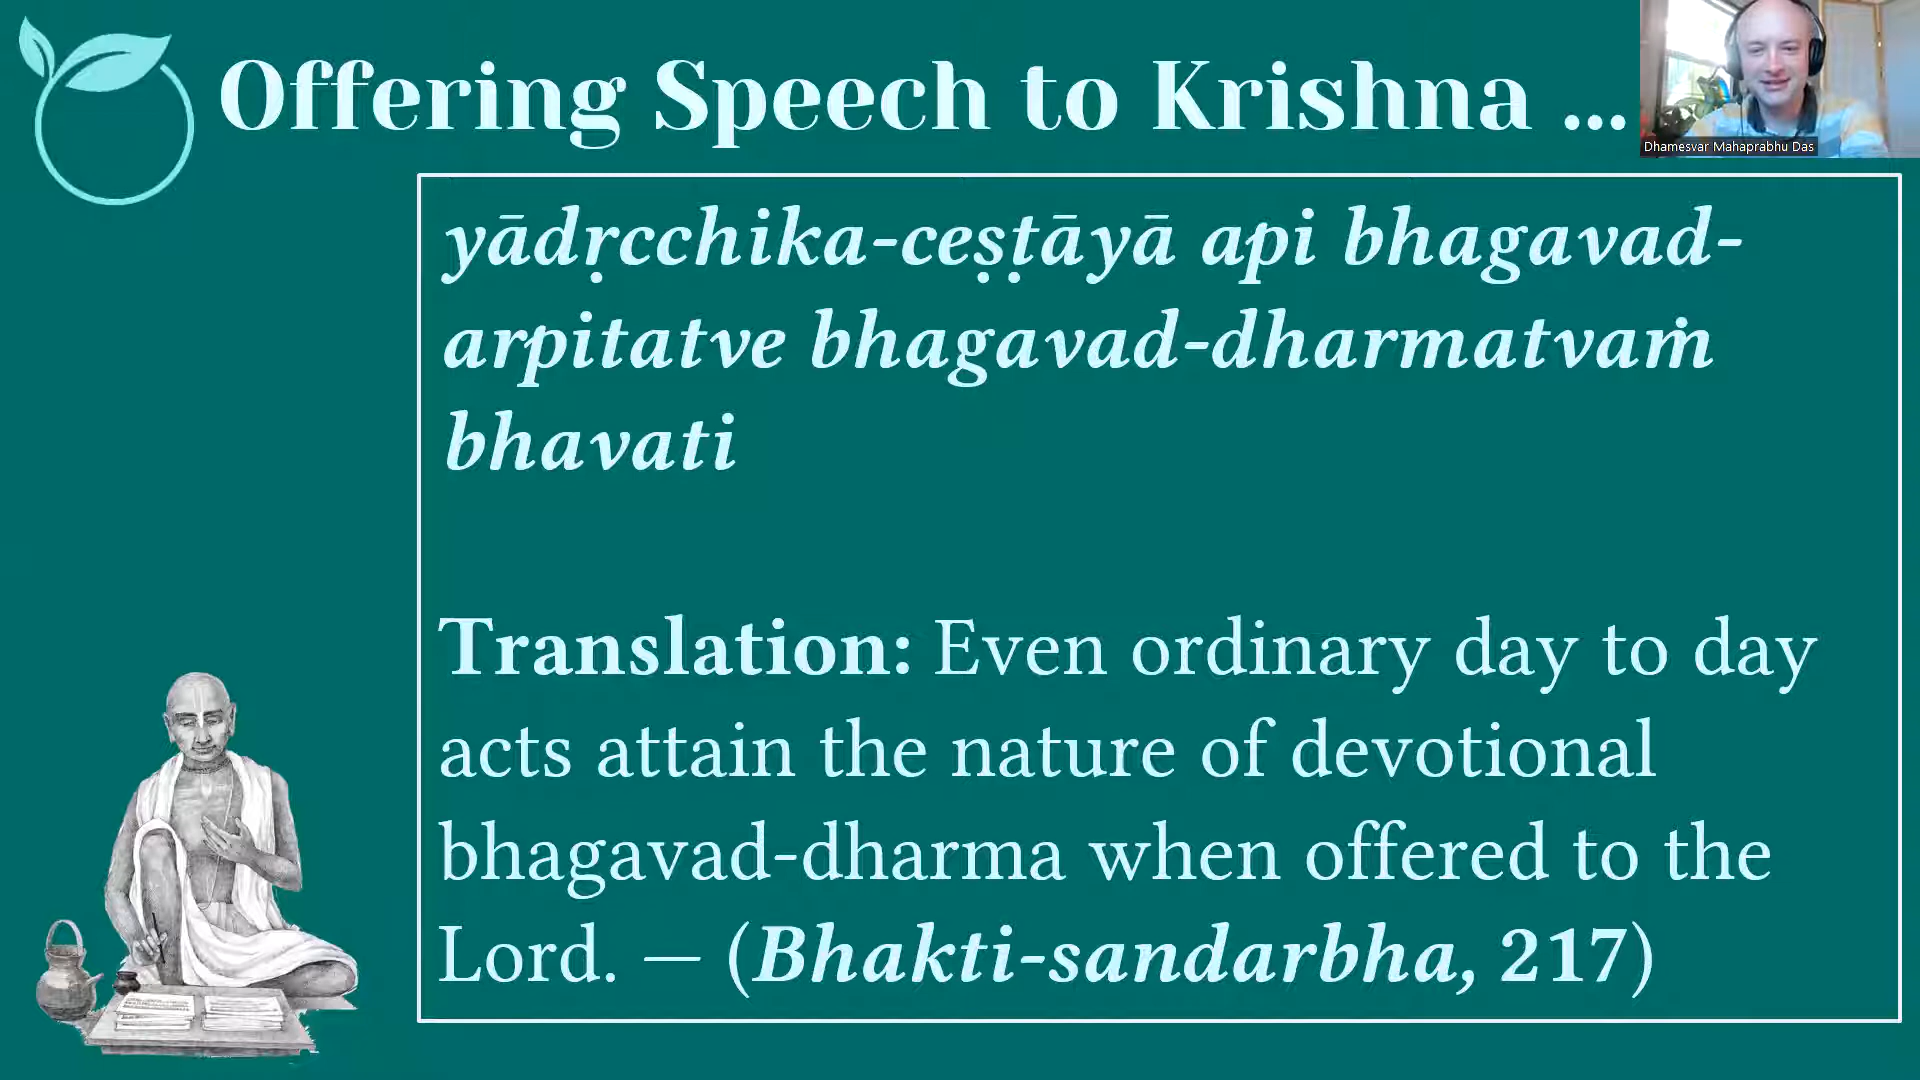 Offering Speech to Krishna ...
Dhamesvar Mahaprabhu Das
yādṛcchika-ceṣṭāyā api bhagavad-
arpitatve bhagavad-dharmatvaṁ
bhavati
Translation: Even ordinary day to day
acts attain the nature of devotional
bhagavad-dharma when offered to the
Lord. — (Bhakti-sandarbha, 217)